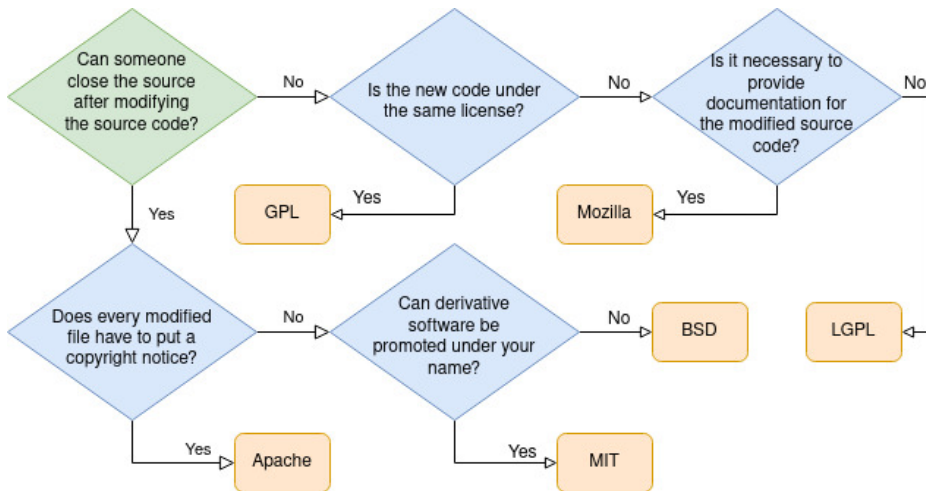 Can someone
close the source
after modifying
the source code?
No
Is the new code under
the same license?
No
Is it necessary to
provide
documentation for
the modified source
code?
No
Yes
GPL
Yes
Mozilla
Yes
Does every modified
file have to put a
copyright notice?
No
Can derivative
software be
promoted under your
name?
No
BSD
LGPL
Yes
Apache
Yes
MIT